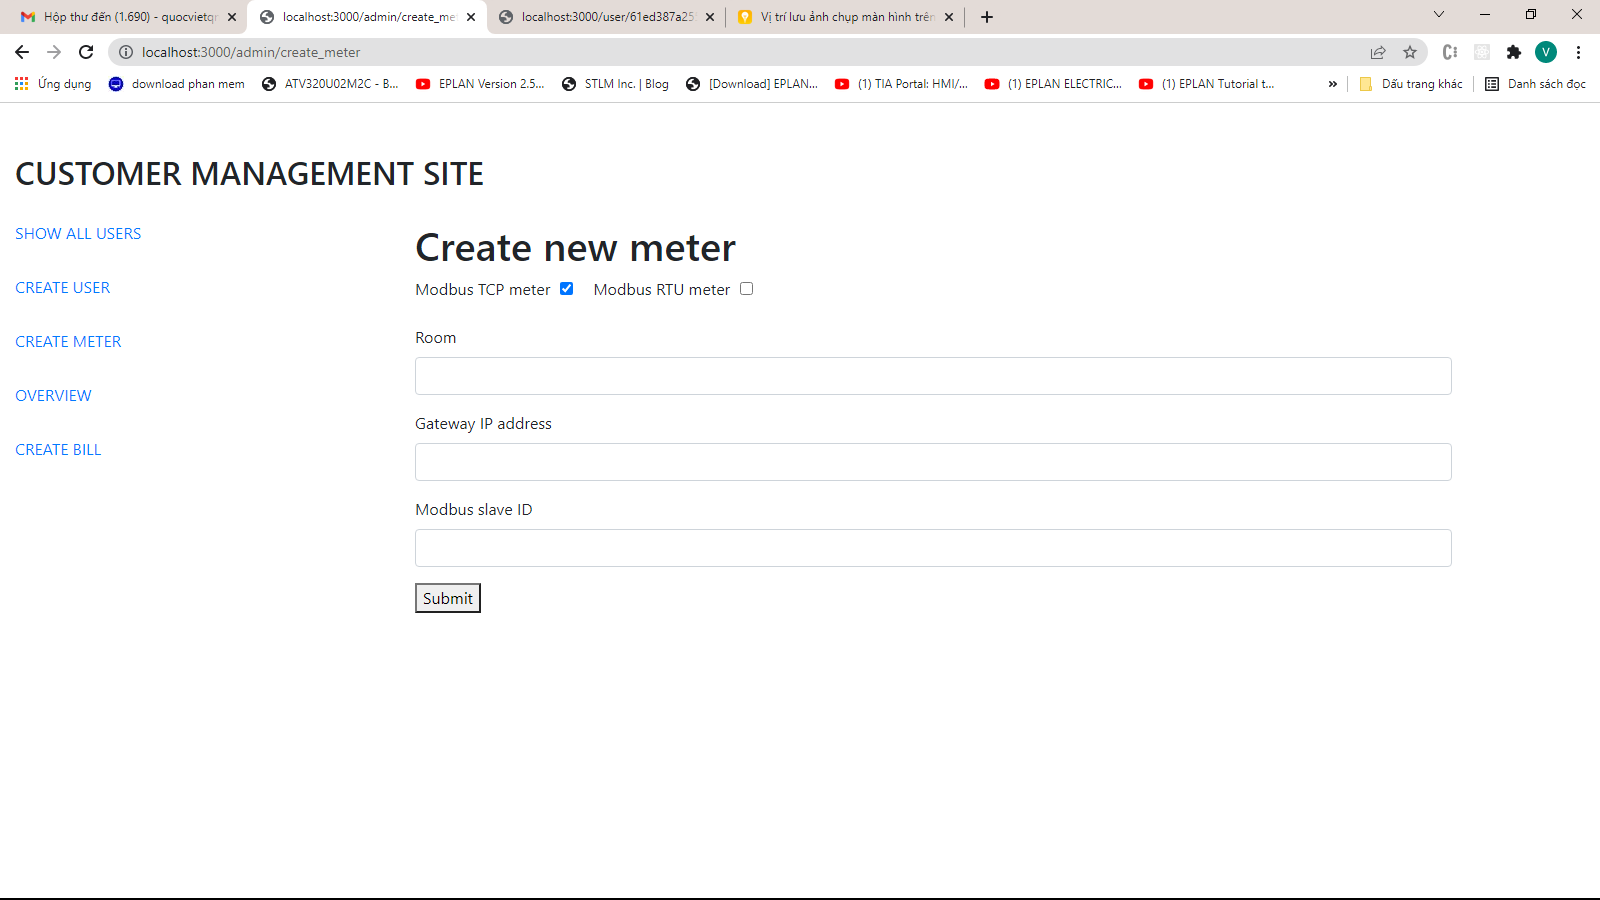 Hộp thư đến (1.690) - quocvietqn
localhost:3000/admin/create_me
localhost:3000/user/61ed387a25
Vị trí lưu ảnh chụp màn hình trên
localhost:3000/admin/create_meter
V
Ứng dụng
download phan mem
ATV320U02M2C - B...
EPLAN Version 2.5...
STLM Inc. | Blog
[Download] EPLAN...
(1) TIA Portal: HMI/...
(1) EPLAN ELECTRIC...
(1) EPLAN Tutorial t...
»
Dấu trang khác
Danh sách đọc
CUSTOMER MANAGEMENT SITE
SHOW ALL USERS
CREATE USER
CREATE METER
OVERVIEW
CREATE BILL
Create new meter
Modbus TCP meter Modbus RTU meter
Room
Gateway IP address
Modbus slave ID
Submit